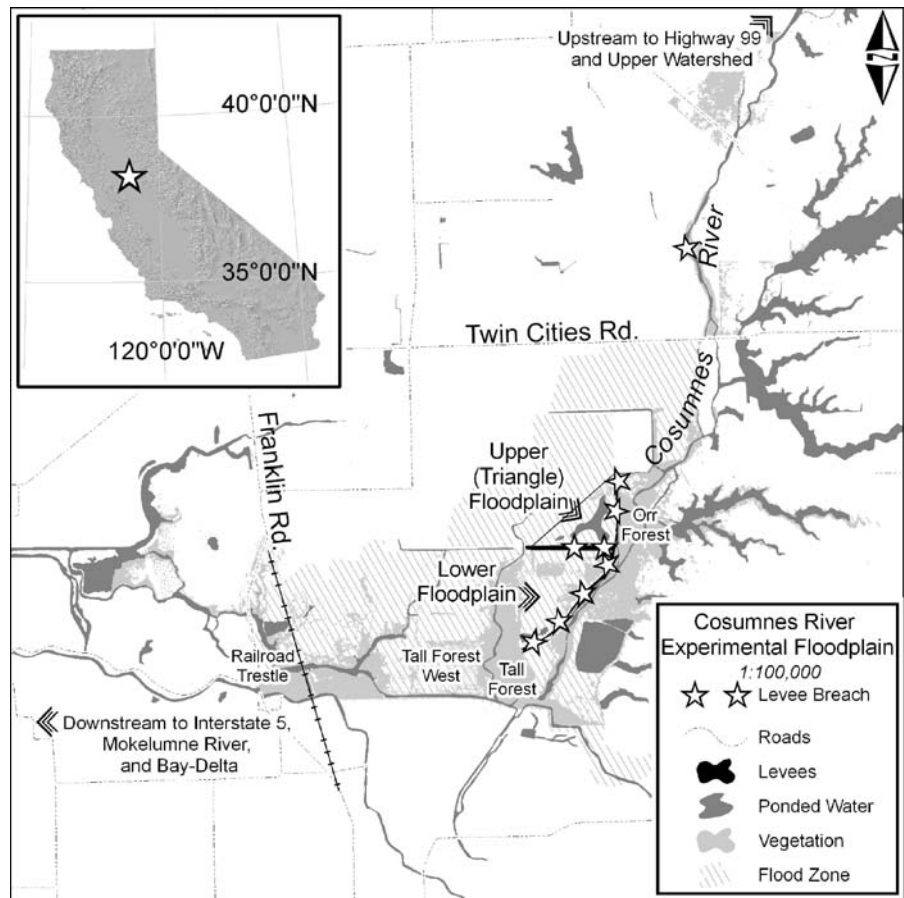 Upstream to Highway 99
and Upper Watershed
N
40°0'0"N
35°0'0"N
120°0'0"W
River
Twin Cities Rd.
Cosumnes
Franklin Rd.
Upper
(Triangle)
Floodplain
Orr
Forest
Lower
Floodplain
Railroad
Trestle
Tall Forest
West
Tall
Forest
Downstream to Interstate 5,
Mokelumne River,
and Bay-Delta
Cosumnes River
Experimental Floodplain
1:100,000
Levee Breach
Roads
Levees
Ponded Water
Vegetation
Flood Zone